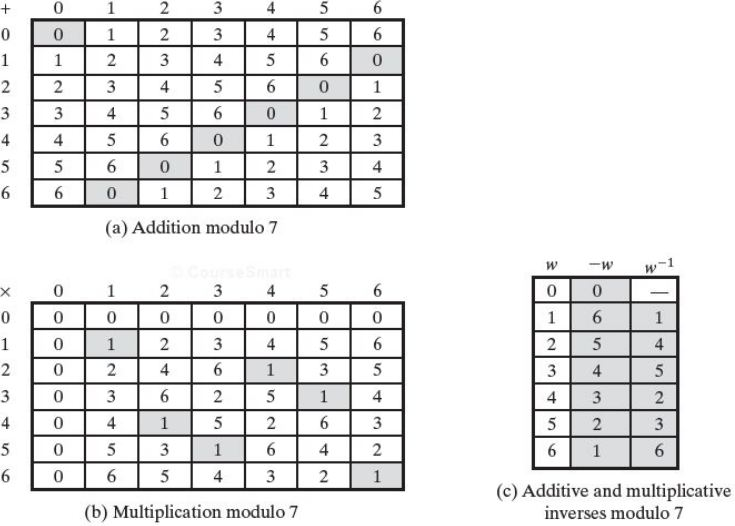 + 0 1 2 3 4 5 6
0 0 1 2 3 4 5 6
1 1 2 3 4 5 6 0
2 2 3 4 5 6 0 1
3 3 4 5 6 0 1 2
4 4 5 6 0 1 2 3
5 5 6 0 1 2 3 4
6 6 0 1 2 3 4 5
(a) Addition modulo 7
© CourseSmart
× 0 1 2 3 4 5 6
0 0 0 0 0 0 0 0
1 0 1 2 3 4 5 6
2 0 2 4 6 1 3 5
3 0 3 6 2 5 1 4
4 0 4 1 5 2 6 3
5 0 5 3 1 6 4 2
6 0 6 5 4 3 2 1
(b) Multiplication modulo 7
w −w w⁻¹
0 0 —
1 6 1
2 5 4
3 4 5
4 3 2
5 2 3
6 1 6
(c) Additive and multiplicative
inverses modulo 7